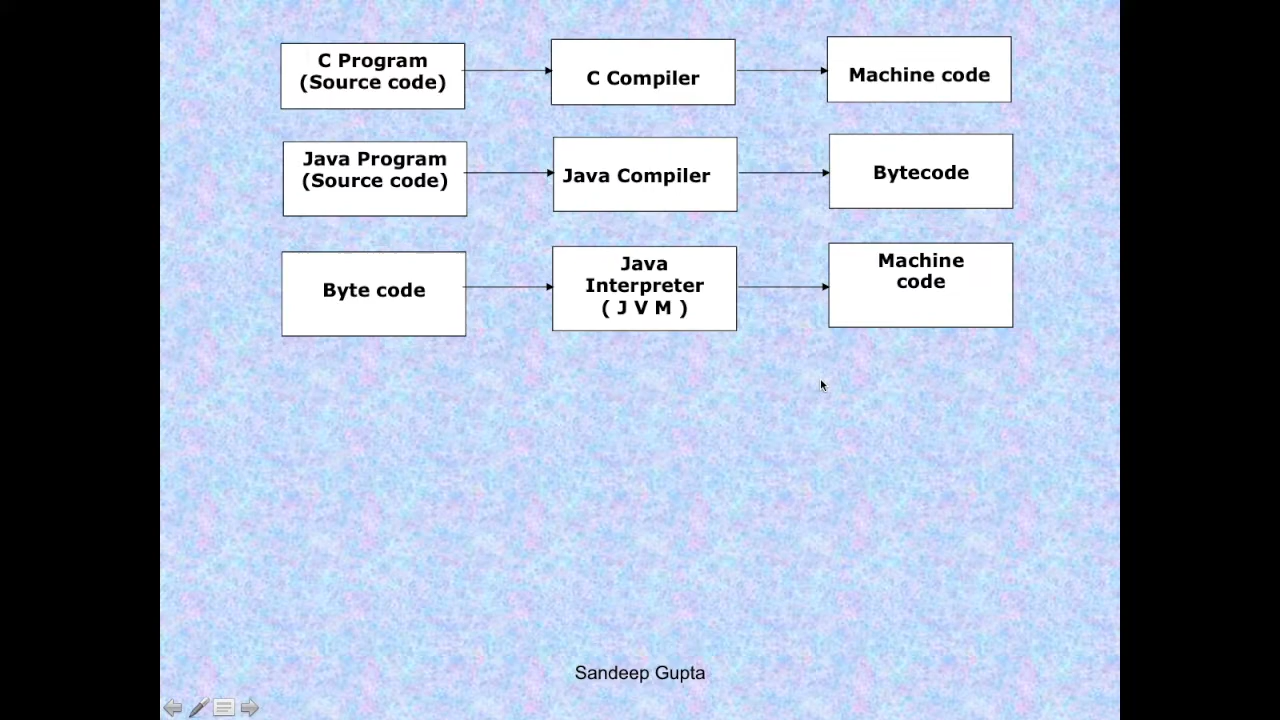 C Program
(Source code)
C Compiler
Machine code
Java Program
(Source code)
Java Compiler
Bytecode
Byte code
Java
Interpreter
( J V M )
Machine
code
Sandeep Gupta